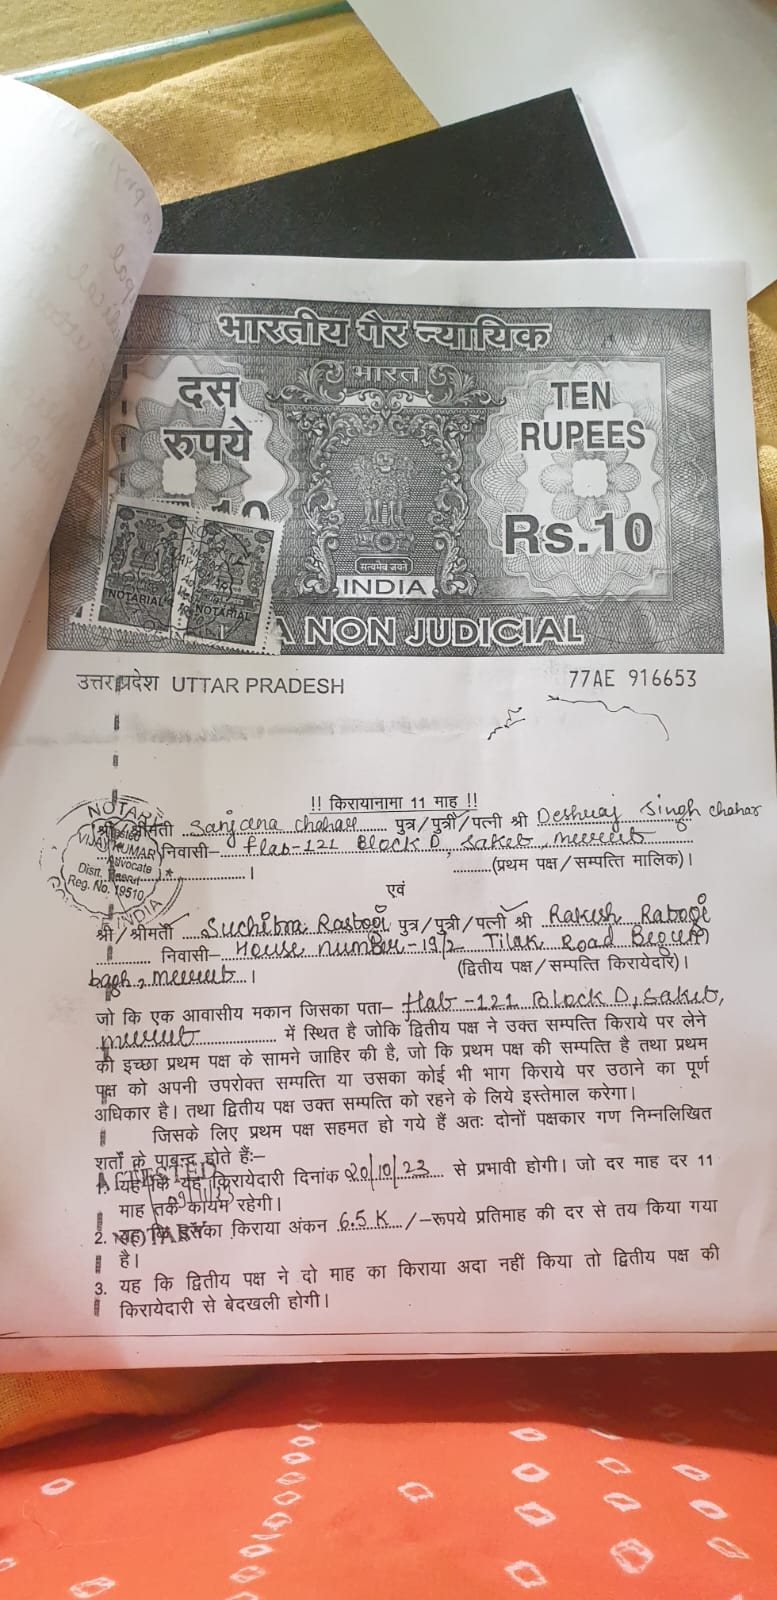 भारतीय गैर न्यायिक
भारत
दस
रुपये
TEN
RUPEES
Rs.10
सत्यमेव जयते
INDIA
NOTARIAL NOTARIAL
A NON JUDICIAL
उत्तर प्रदेश UTTAR PRADESH
77AE 916653
!! किरायानामा 11 माह !!
श्री/श्रीमती Sanjana Chahar पुत्र/पुत्री/पत्नी श्री Deshraj Singh chahar
निवासी– flat-121 Block D, Saket, meerut
(प्रथम पक्ष/सम्पत्ति मालिक)।
NOTARY
VIJAY KUMAR
Advocate
Distt. Meerut
Reg. No. 19510
INDIA
एवं
श्री/श्रीमती Suchitra Rastogi पुत्र/पुत्री/पत्नी श्री Rakesh Ratogi
निवासी– House number-19/2 Tilak Road Begum
bagh, meerut।
(द्वितीय पक्ष/सम्पत्ति किरायेदार)।
जो कि एक आवासीय मकान जिसका पता– flat-121 Block D, Saket,
meerut में स्थित है जोकि द्वितीय पक्ष ने उक्त सम्पत्ति किराये पर लेने
की इच्छा प्रथम पक्ष के सामने जाहिर की है, जो कि प्रथम पक्ष की सम्पत्ति है तथा प्रथम
पक्ष को अपनी उपरोक्त सम्पत्ति या उसका कोई भी भाग किराये पर उठाने का पूर्ण
अधिकार है। तथा द्वितीय पक्ष उक्त सम्पत्ति को रहने के लिये इस्तेमाल करेगा।
जिसके लिए प्रथम पक्ष सहमत हो गये हैं अतः दोनों पक्षकार गण निम्नलिखित
शर्तों के पाबन्द होते हैं:–
ATTESTED
1. यह कि यह किरायेदारी दिनांक 20/10/23 से प्रभावी होगी। जो दर माह दर 11
माह तक कायम रहेगी।
2. यह कि इसका किराया अंकन 6.5 K /–रूपये प्रतिमाह की दर से तय किया गया
NOTARY
है।
3. यह कि द्वितीय पक्ष ने दो माह का किराया अदा नहीं किया तो द्वितीय पक्ष की
किरायेदारी से बेदखली होगी।